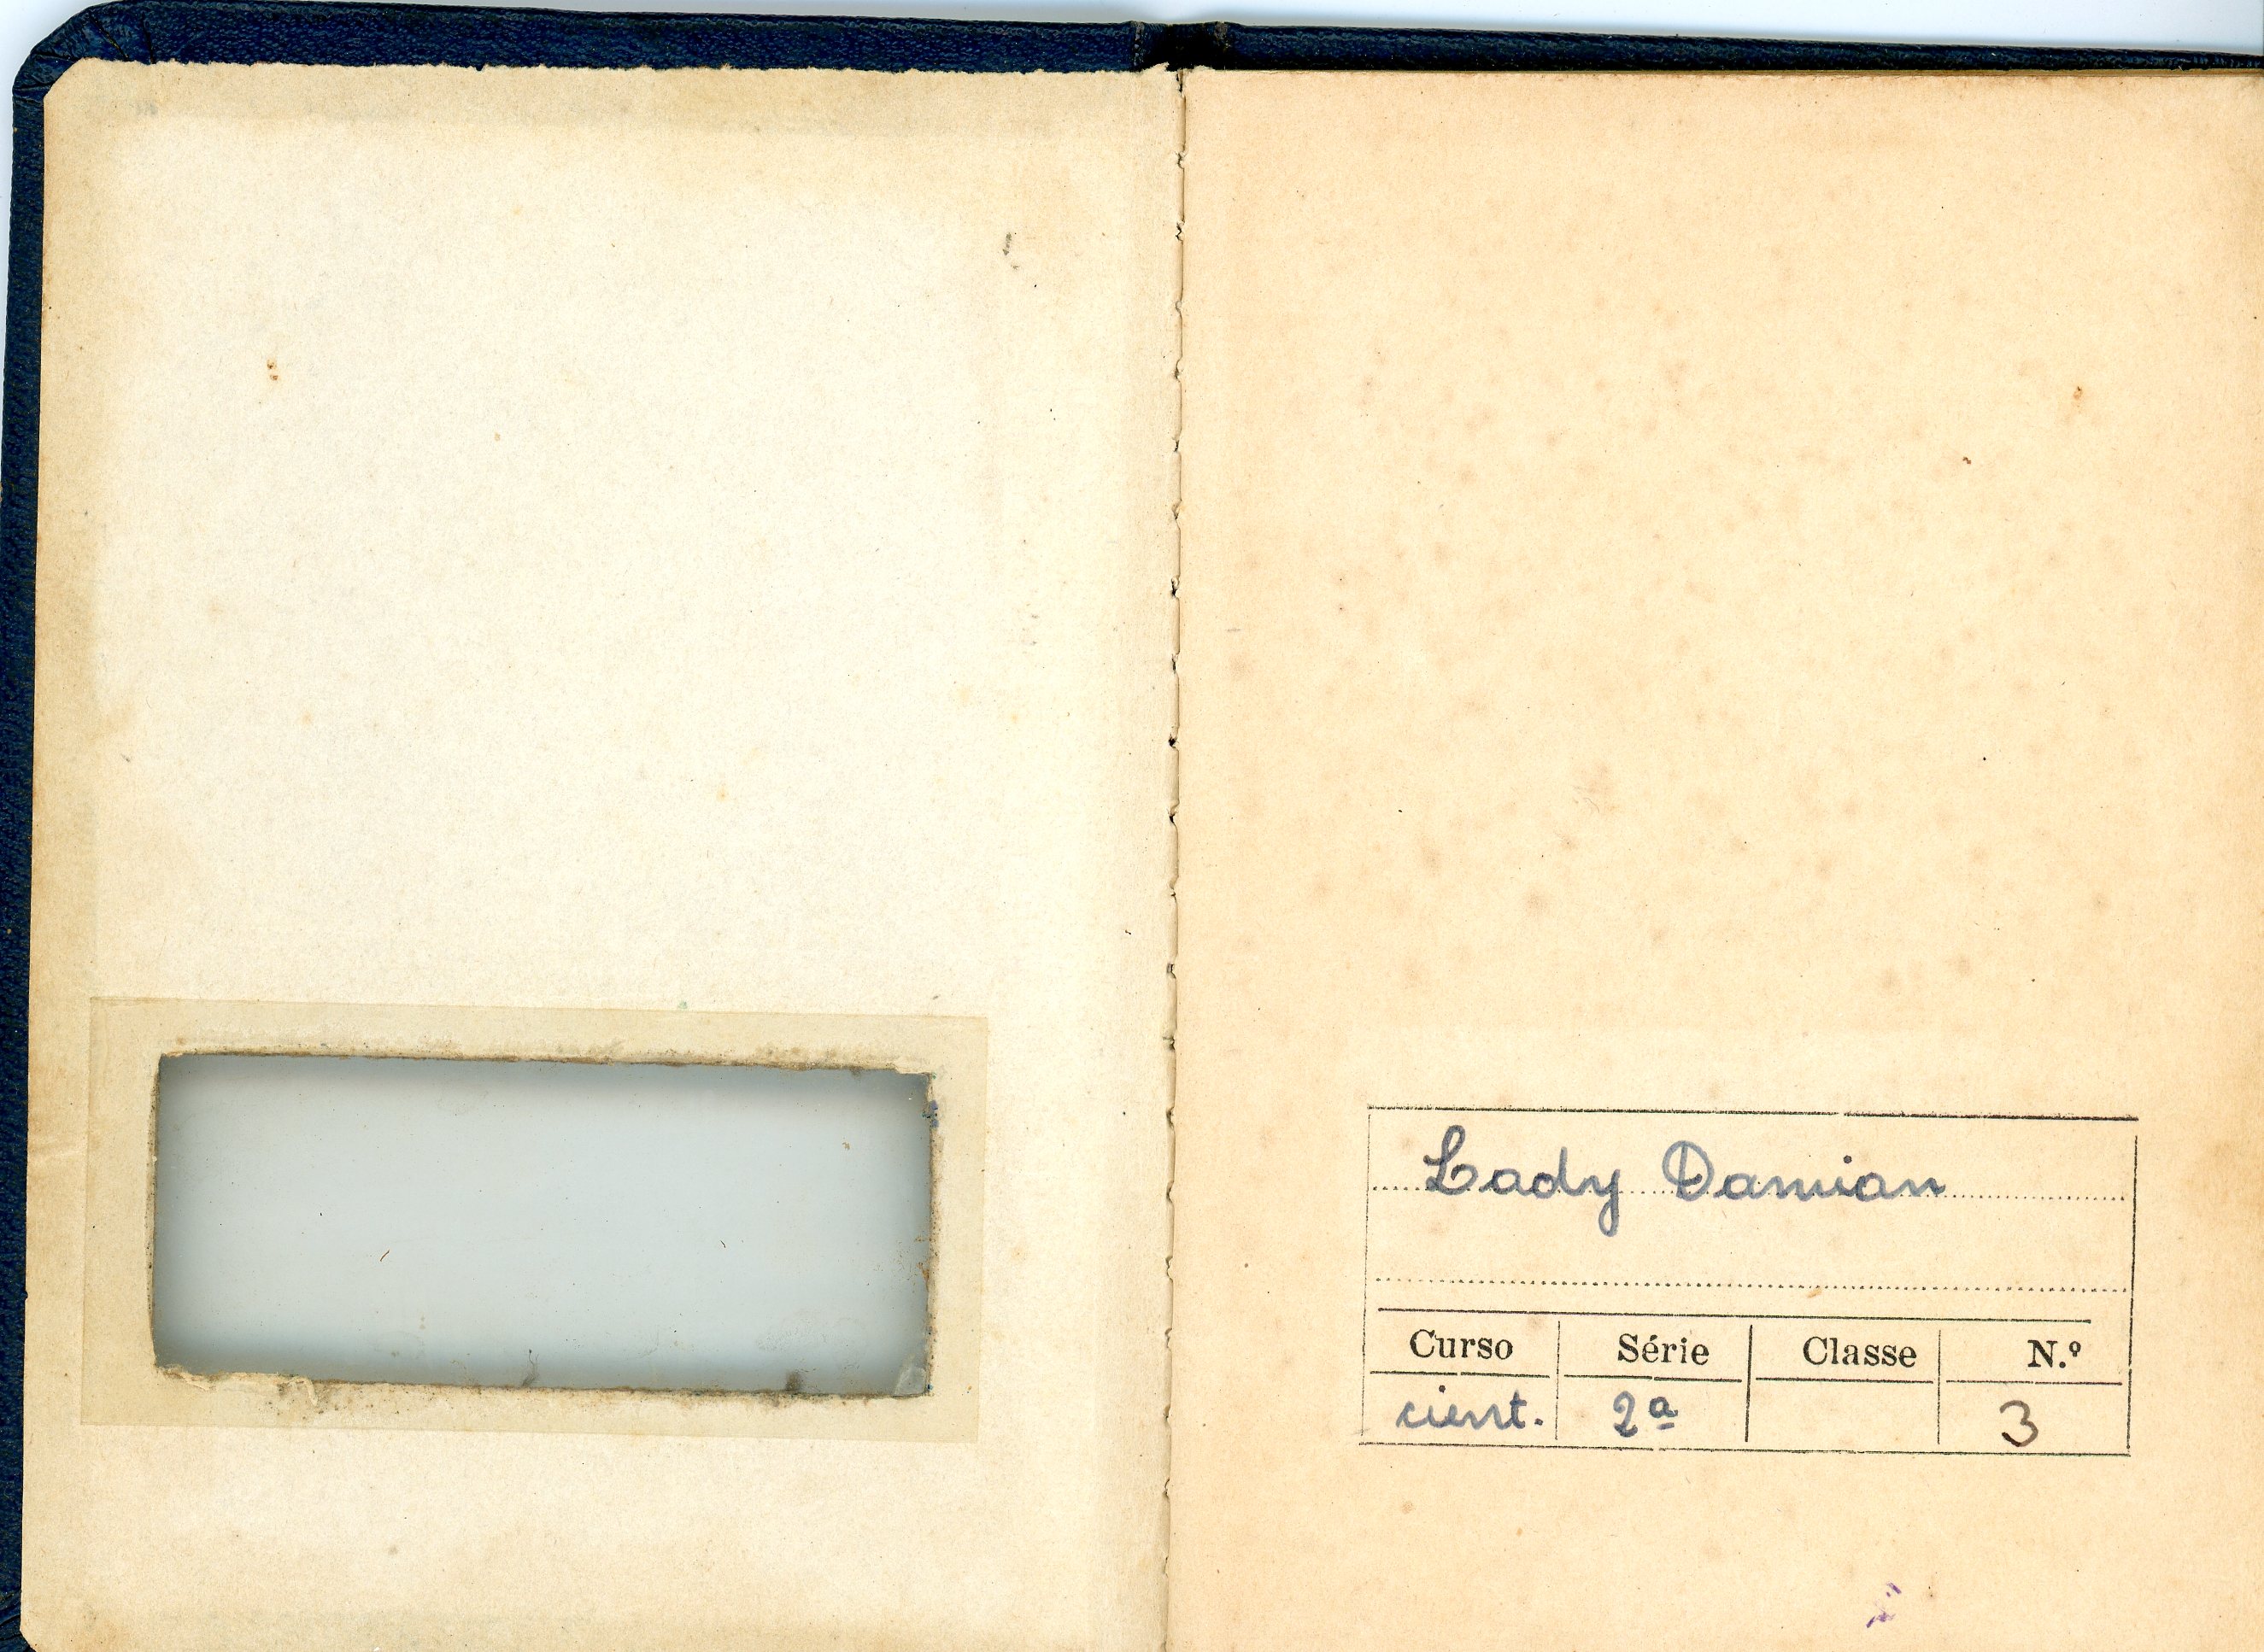 Lady Damian
Curso Série Classe N.º
cient. 2ª 3